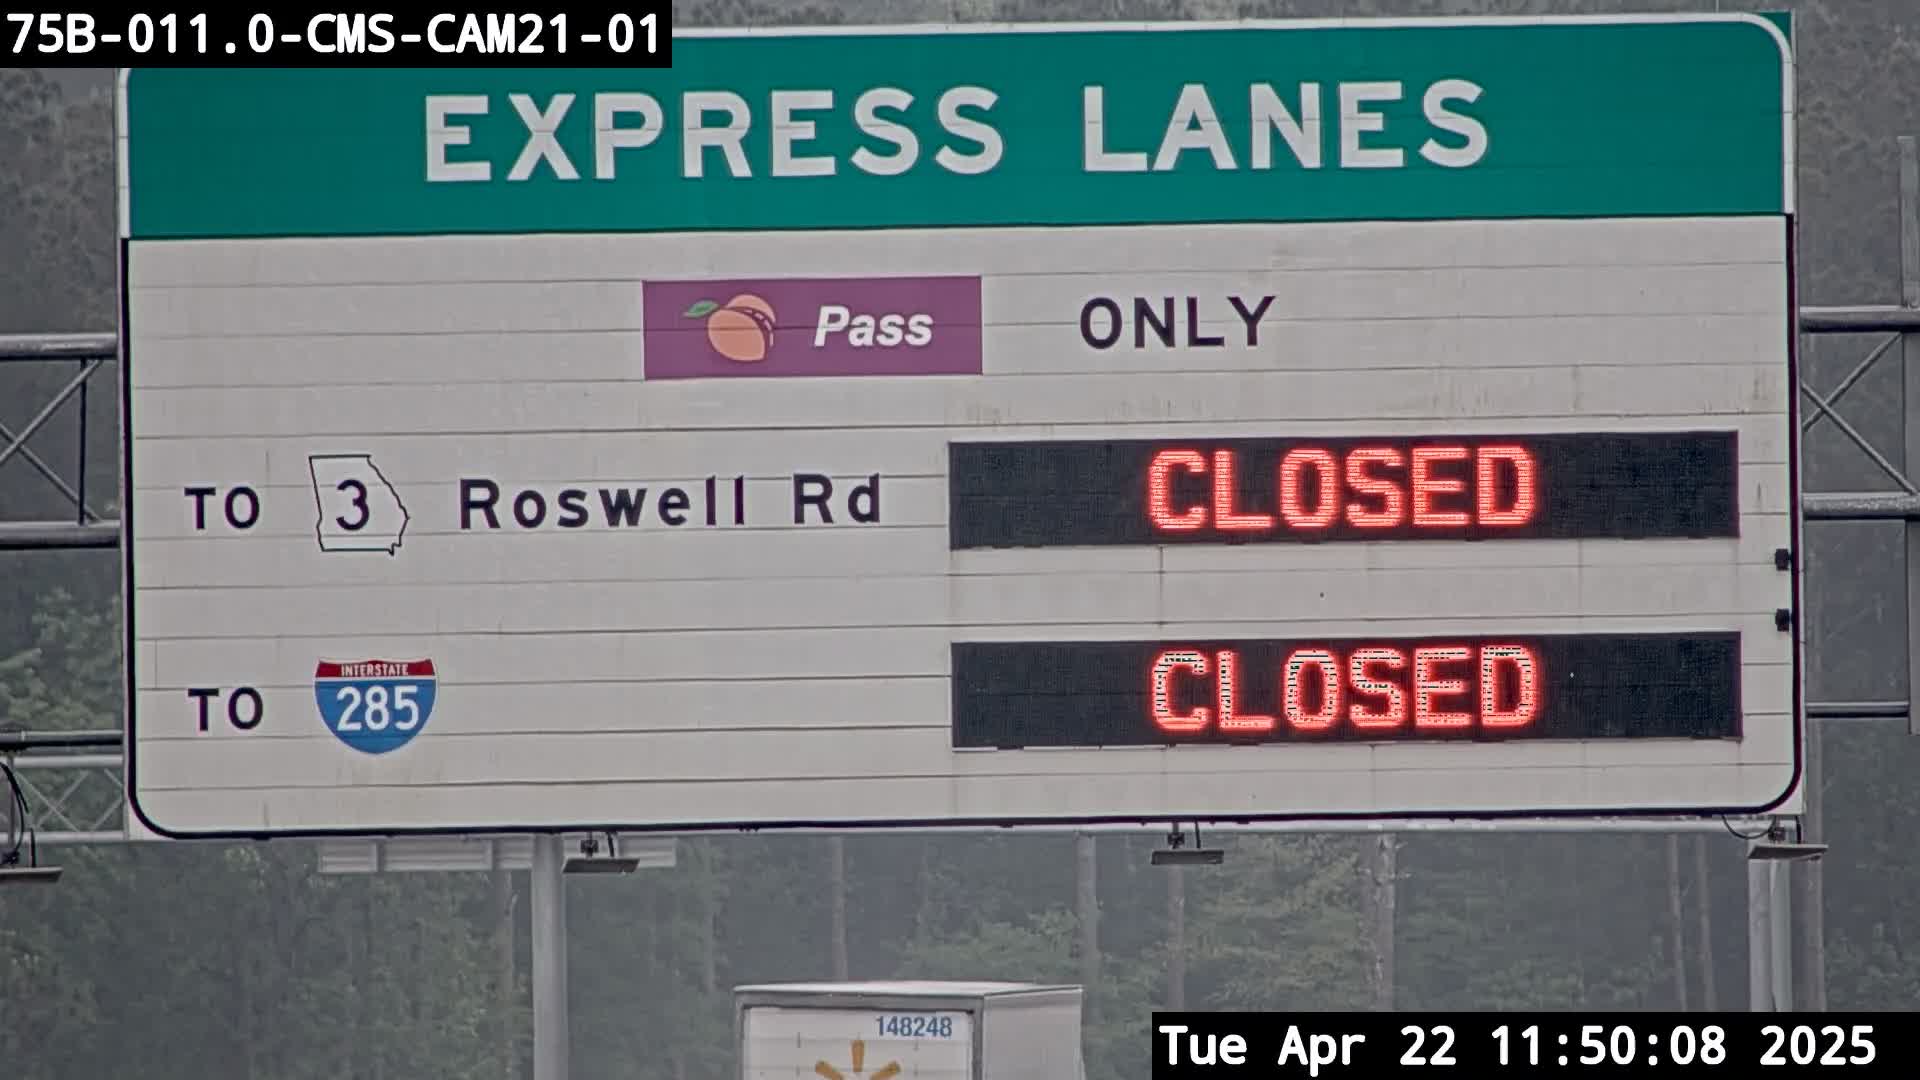 75B-011.0-CMS-CAM21-01
EXPRESS LANES
Pass ONLY
TO 3 Roswell Rd CLOSED
INTERSTATE
TO 285 CLOSED
148248
Tue Apr 22 11:50:08 2025